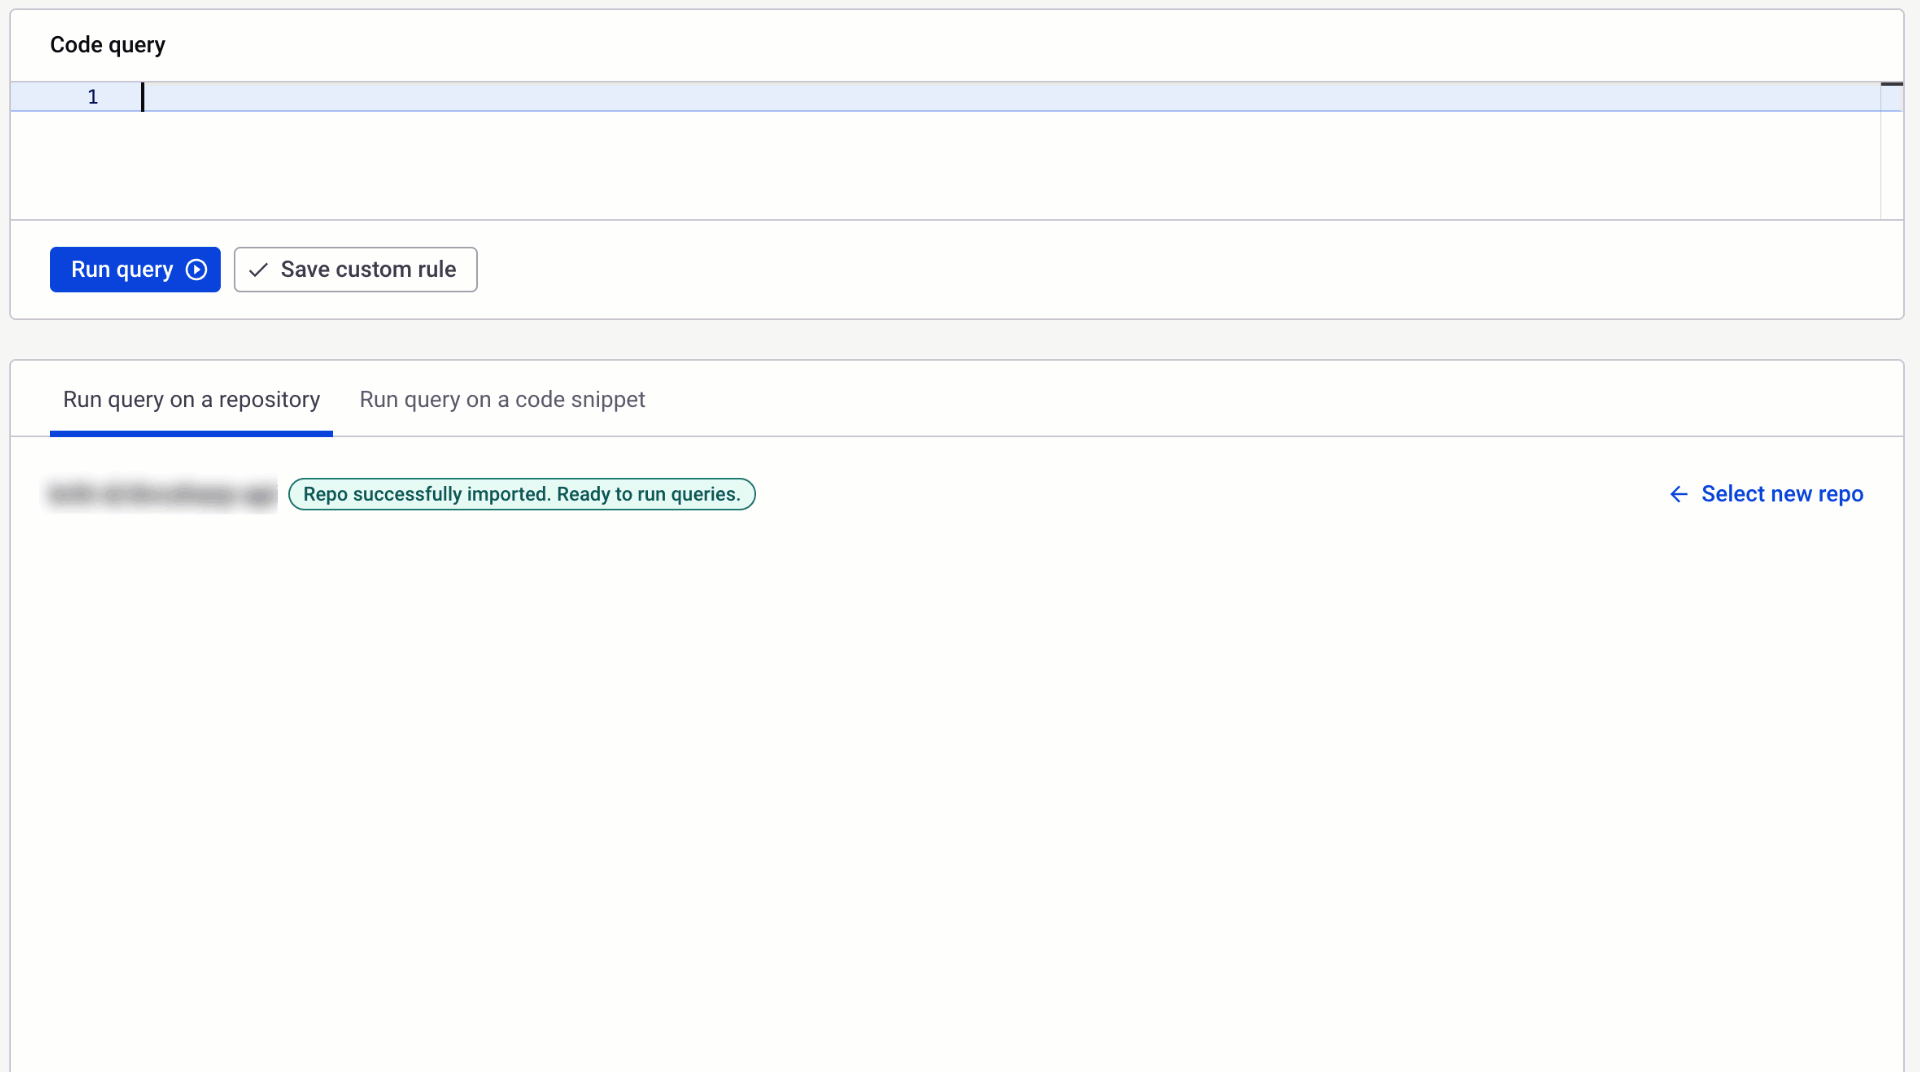 Code query
1
Run query
Save custom rule
Run query on a repository
Run query on a code snippet
Repo successfully imported. Ready to run queries.
Select new repo